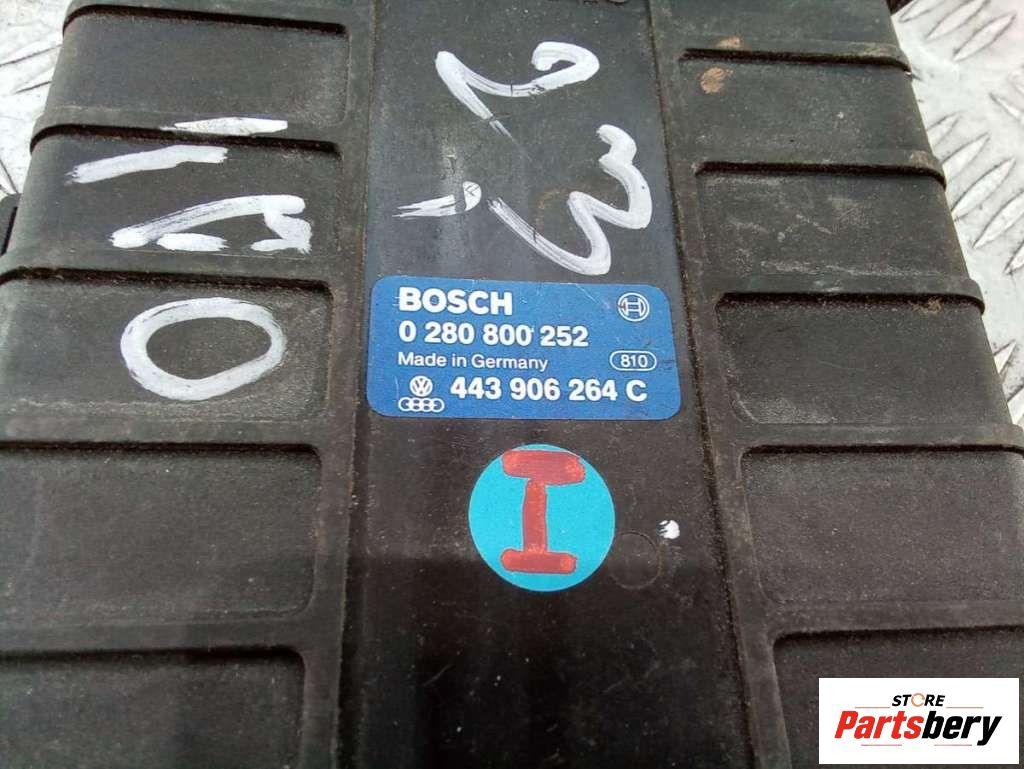 BOSCH
0 280 800 252
Made in Germany 810
443 906 264 C
I
STORE
Partsbery